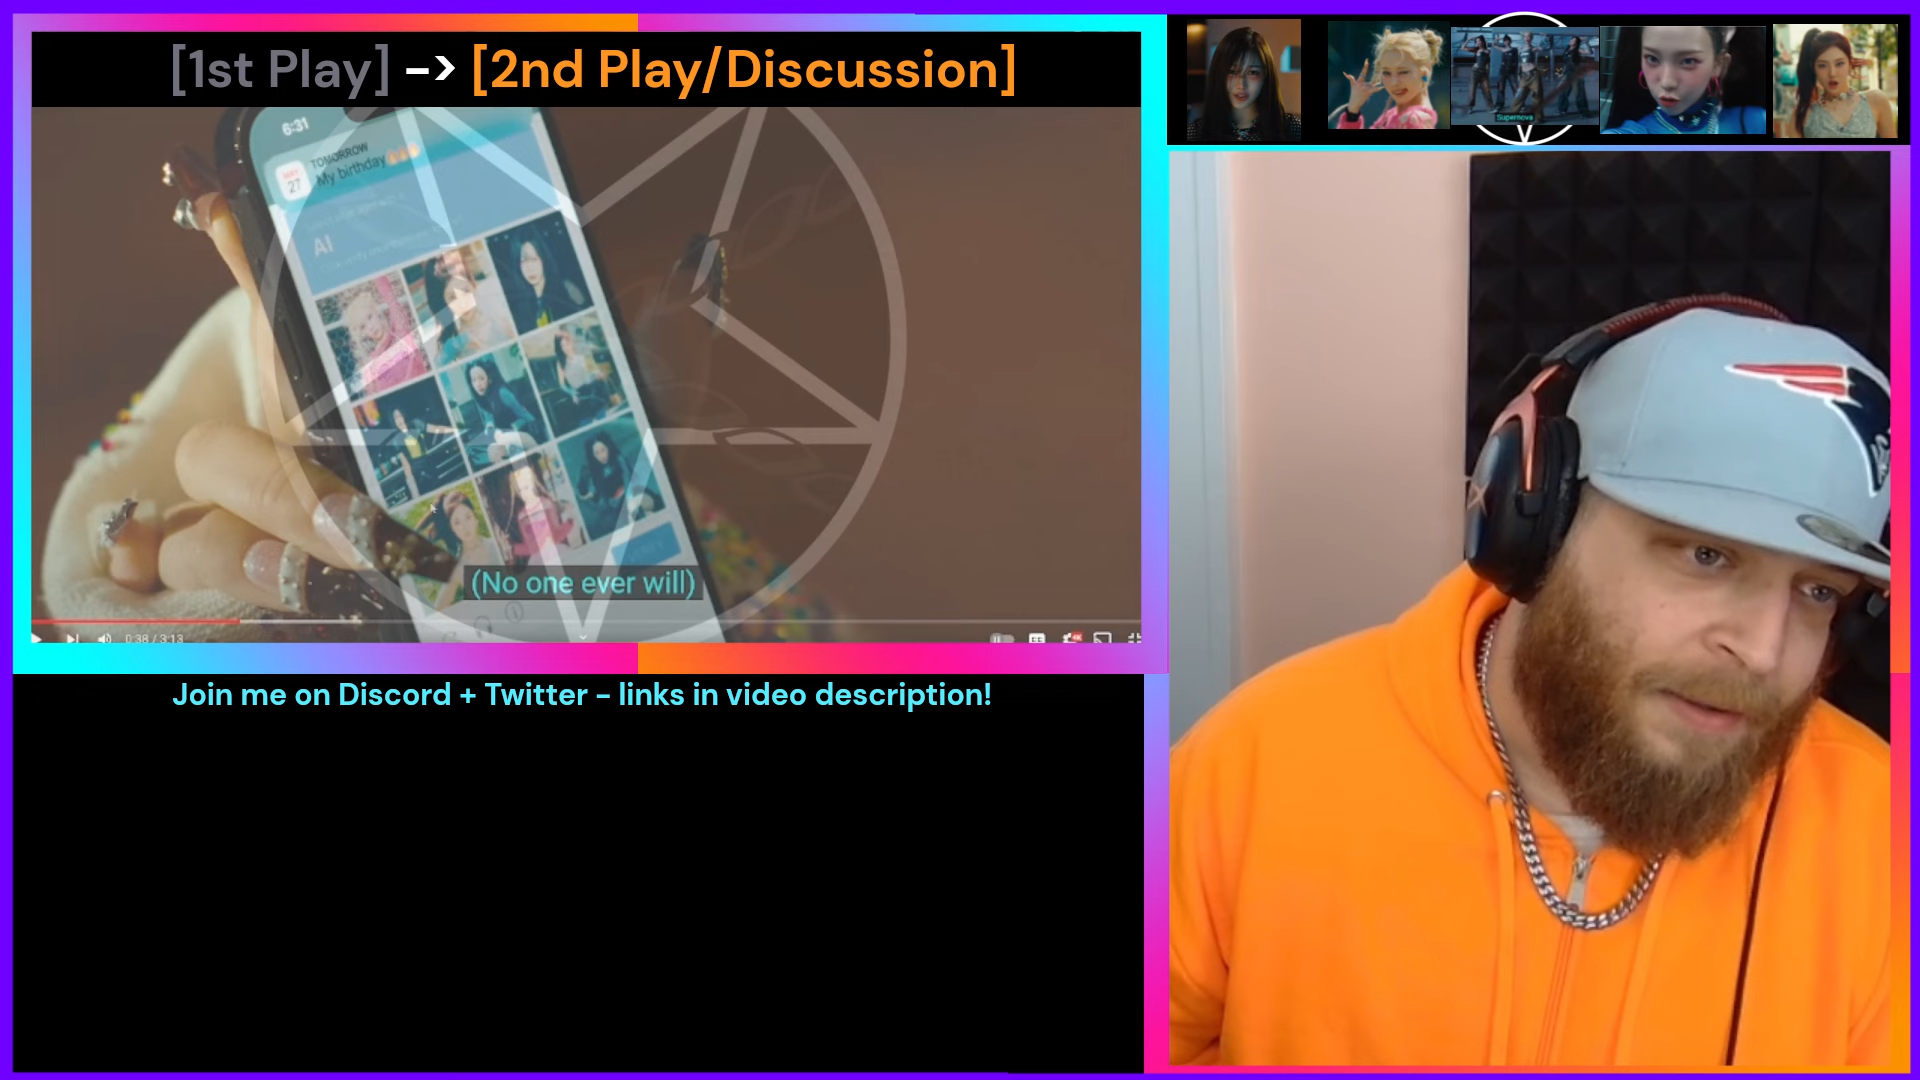 [1st Play] -> [2nd Play/Discussion]
Supernova
6:31
TOMORROW
My birthday🔥🔥🔥
MAY
27
AI
(No one ever will)
0:38 / 3:13
Join me on Discord + Twitter - links in video description!